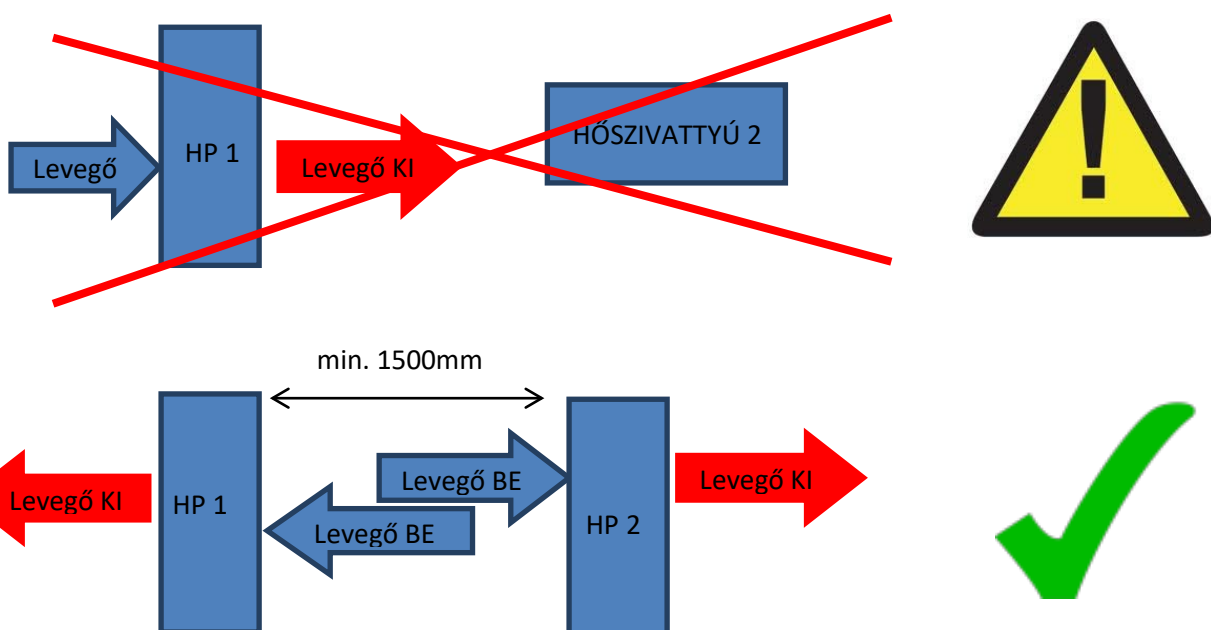 Levegő
HP 1
Levegő KI
HŐSZIVATTYÚ 2
!
min. 1500mm
Levegő KI
HP 1
Levegő BE
Levegő BE
HP 2
Levegő KI